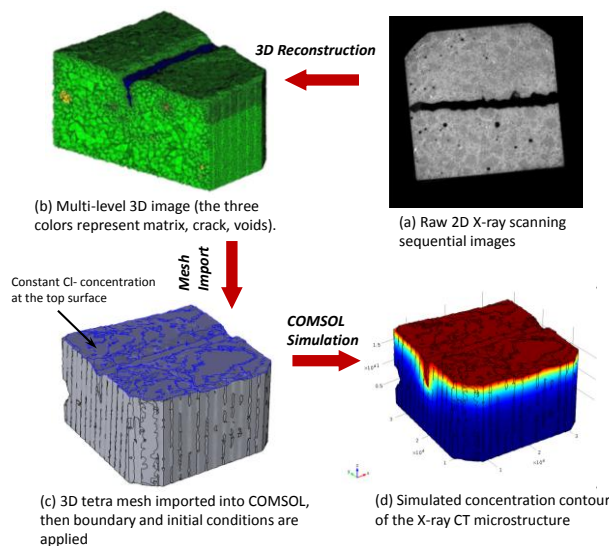 3D Reconstruction
(b) Multi-level 3D image (the three
colors represent matrix, crack, voids).
(a) Raw 2D X-ray scanning
sequential images
Mesh
Import
Constant Cl- concentration
at the top surface
COMSOL
Simulation
(c) 3D tetra mesh imported into COMSOL,
then boundary and initial conditions are
applied
(d) Simulated concentration contour
of the X-ray CT microstructure